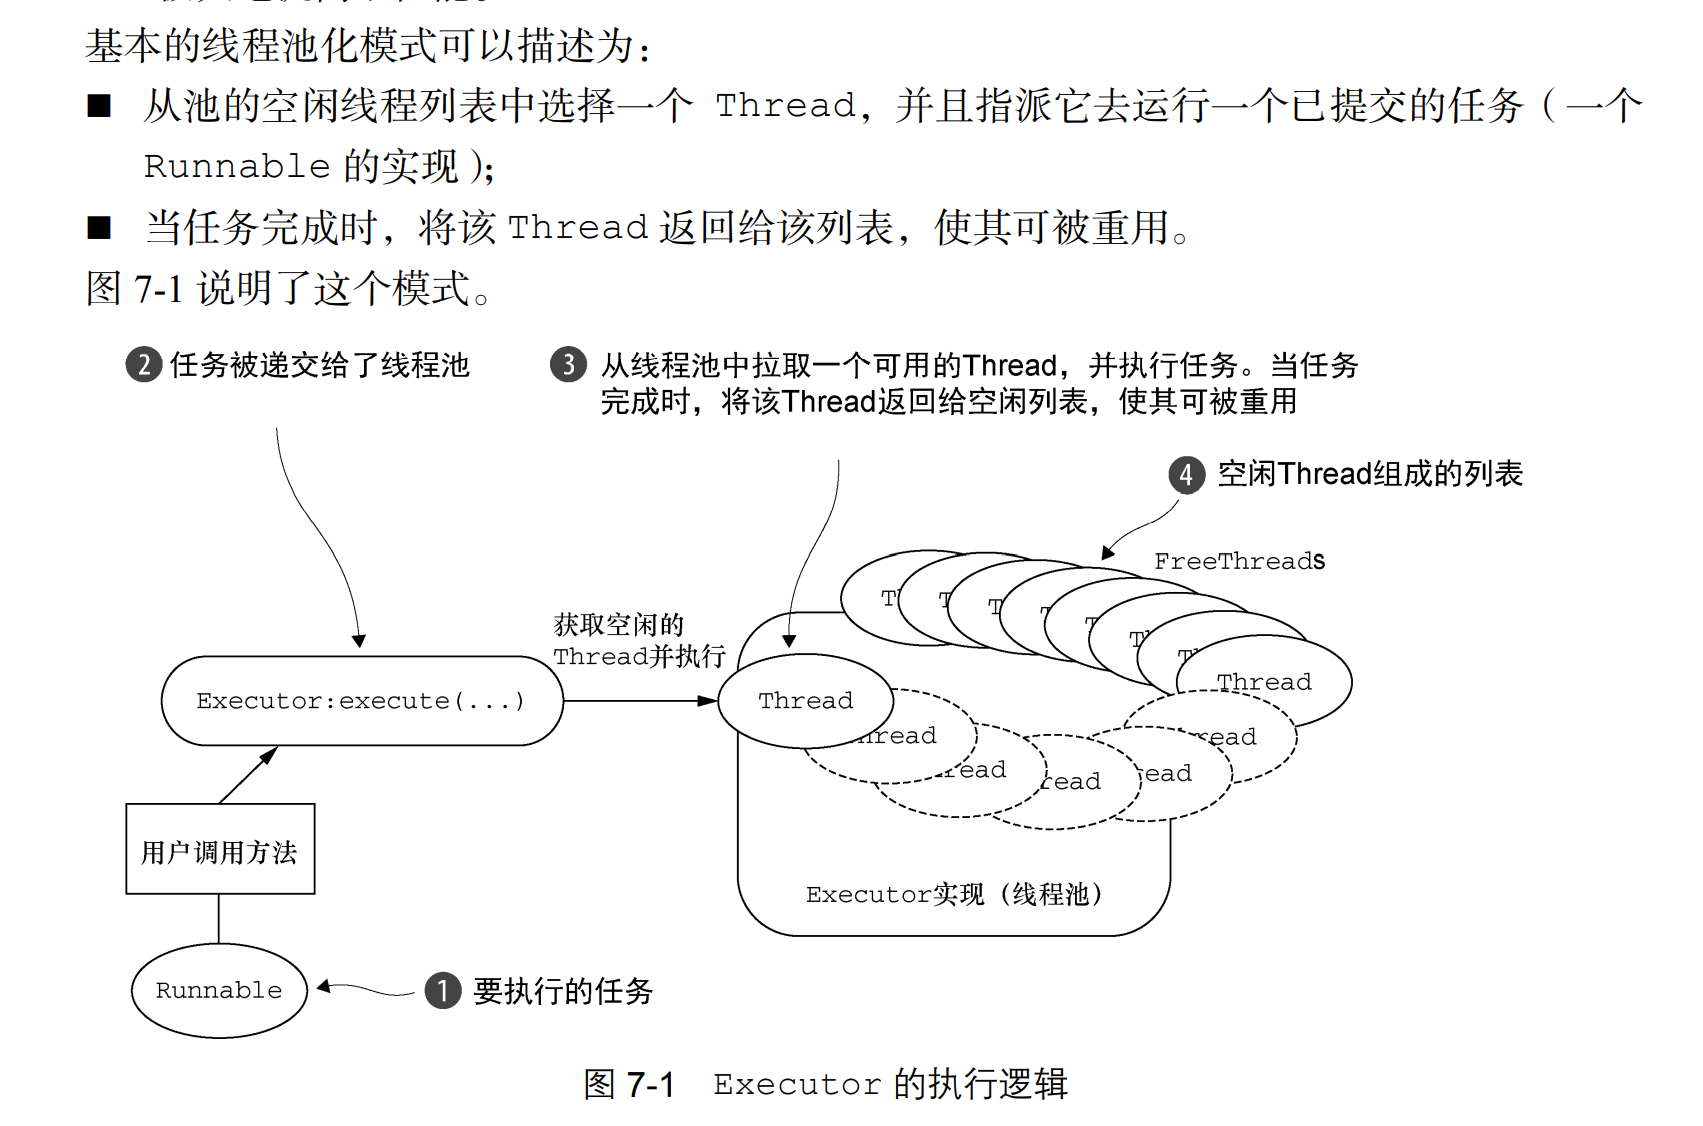 基本的线程池化模式可以描述为：
■ 从池的空闲线程列表中选择一个 Thread，并且指派它去运行一个已提交的任务（一个
Runnable 的实现）；
■ 当任务完成时，将该 Thread 返回给该列表，使其可被重用。
图 7-1 说明了这个模式。
2 任务被递交给了线程池
3 从线程池中拉取一个可用的Thread，并执行任务。当任务
完成时，将该Thread返回给空闲列表，使其可被重用
4 空闲Thread组成的列表
FreeThreads
获取空闲的
Thread并执行
Executor:execute(...)
Thread
Thread
hread
read
read
read
read
用户调用方法
Executor实现（线程池）
Runnable
1 要执行的任务
图 7-1 Executor 的执行逻辑